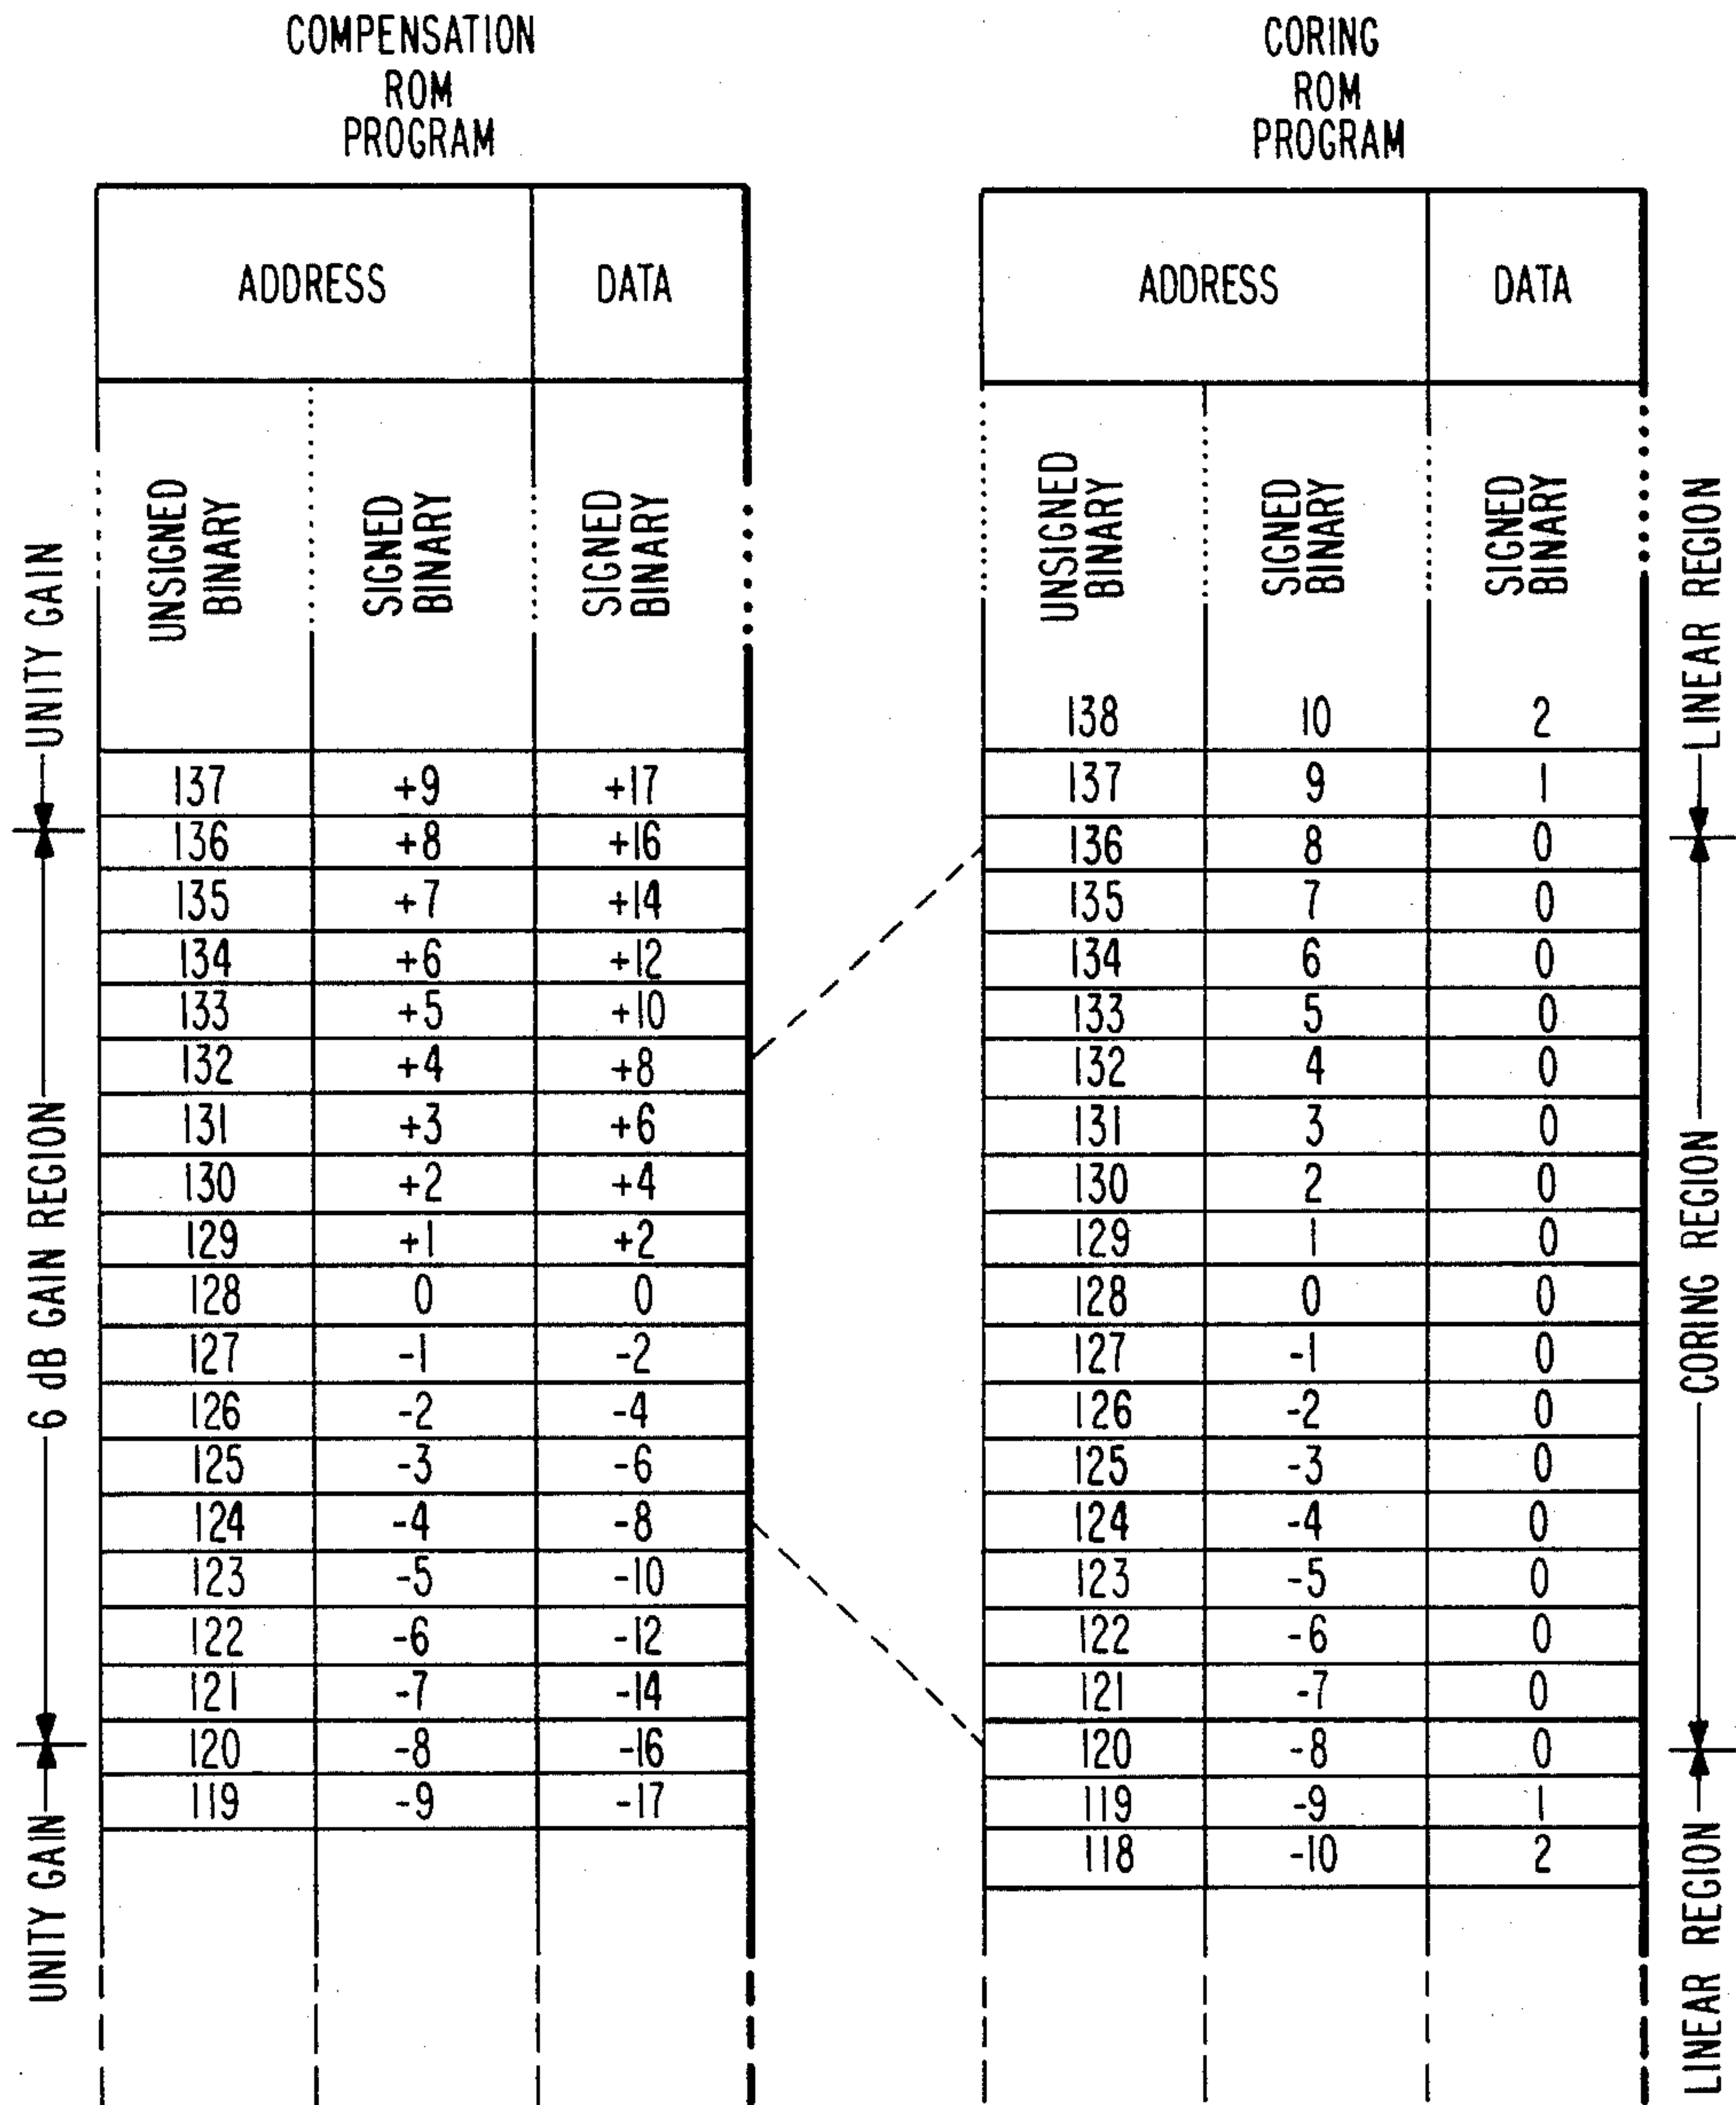 COMPENSATION
ROM
PROGRAM
ADDRESS DATA
UNSIGNED
BINARY
SIGNED
BINARY
SIGNED
BINARY
137 +9 +17
136 +8 +16
135 +7 +14
134 +6 +12
133 +5 +10
132 +4 +8
131 +3 +6
130 +2 +4
129 +1 +2
128 0 0
127 -1 -2
126 -2 -4
125 -3 -6
124 -4 -8
123 -5 -10
122 -6 -12
121 -7 -14
120 -8 -16
119 -9 -17
UNITY GAIN
6 dB GAIN REGION
UNITY GAIN
CORING
ROM
PROGRAM
ADDRESS DATA
UNSIGNED
BINARY
SIGNED
BINARY
SIGNED
BINARY
138 10 2
137 9 1
136 8 0
135 7 0
134 6 0
133 5 0
132 4 0
131 3 0
130 2 0
129 1 0
128 0 0
127 -1 0
126 -2 0
125 -3 0
124 -4 0
123 -5 0
122 -6 0
121 -7 0
120 -8 0
119 -9 1
118 -10 2
LINEAR REGION
CORING REGION
LINEAR REGION